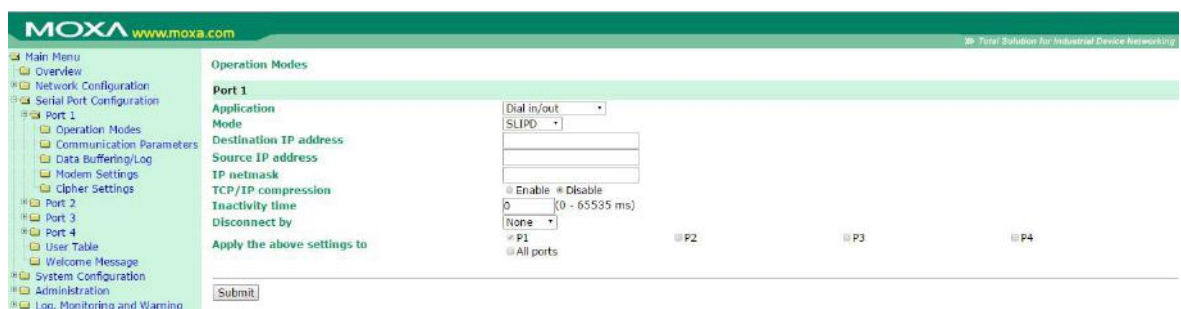 MOXA www.moxa.com
Total Solution for Industrial Device Networking
Main Menu
Overview
Network Configuration
Serial Port Configuration
Port 1
Operation Modes
Communication Parameters
Data Buffering/Log
Modem Settings
Cipher Settings
Port 2
Port 3
Port 4
User Table
Welcome Message
System Configuration
Administration
Log, Monitoring and Warning
Operation Modes
Port 1
Application Dial in/out
Mode SLIPD
Destination IP address
Source IP address
IP netmask
TCP/IP compression Enable Disable
Inactivity time 0 (0 - 65535 ms)
Disconnect by None
Apply the above settings to P1 P2 P3 P4
All ports
Submit